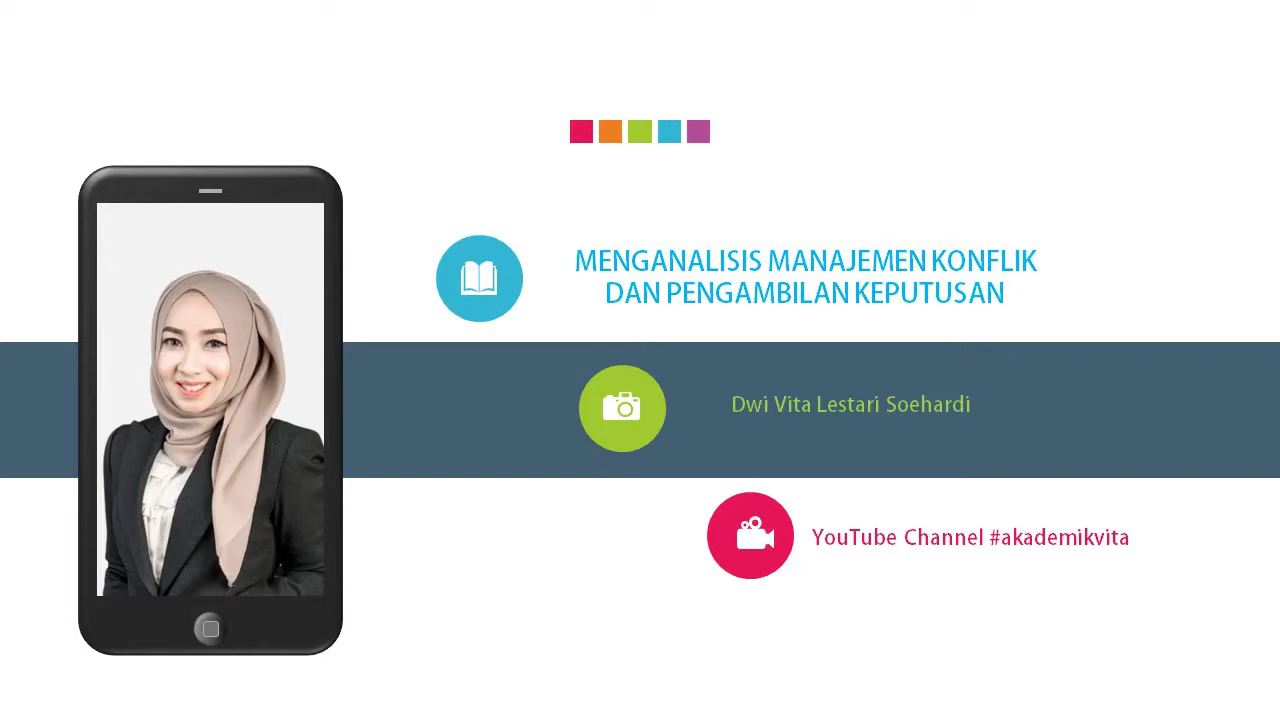 MENGANALISIS MANAJEMEN KONFLIK
DAN PENGAMBILAN KEPUTUSAN
Dwi Vita Lestari Soehardi
YouTube Channel #akademikvita